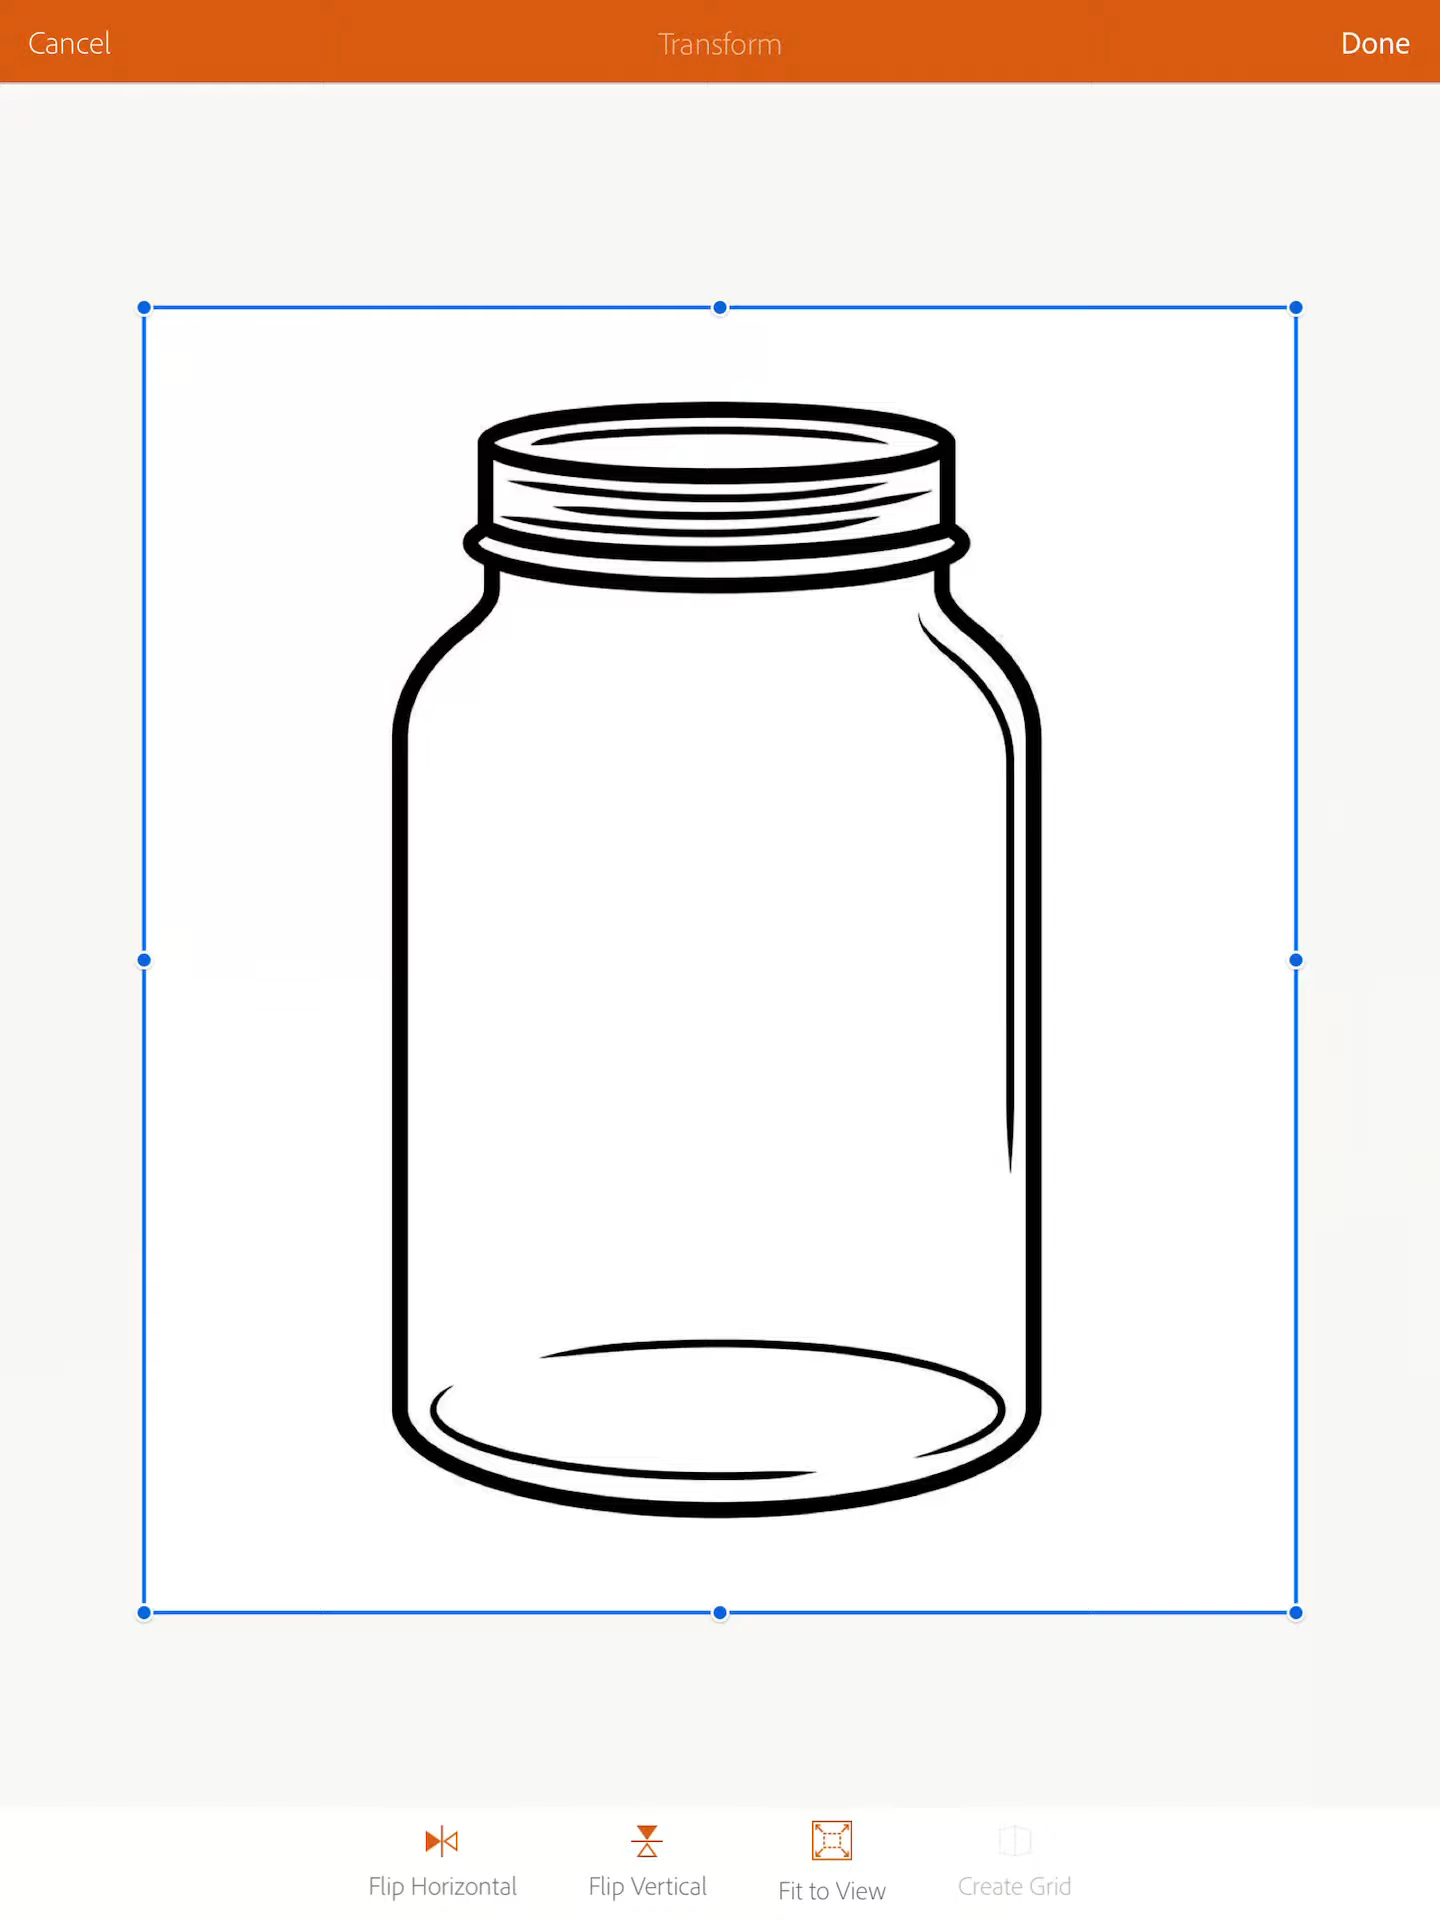 Cancel
Transform
Done
Flip Horizontal
Flip Vertical
Fit to View
Create Grid